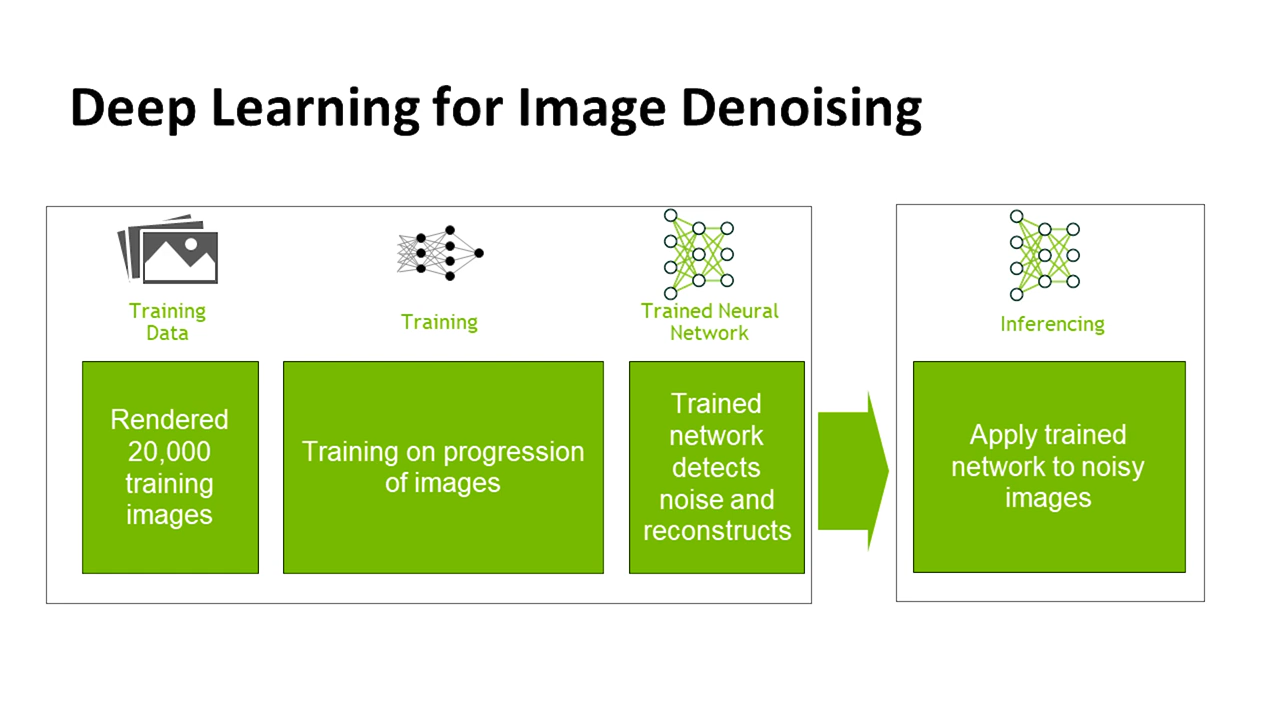 Deep Learning for Image Denoising
Training
Data
Training
Trained Neural
Network
Inferencing
Rendered
20,000
training
images
Training on progression
of images
Trained
network
detects
noise and
reconstructs
Apply trained
network to noisy
images